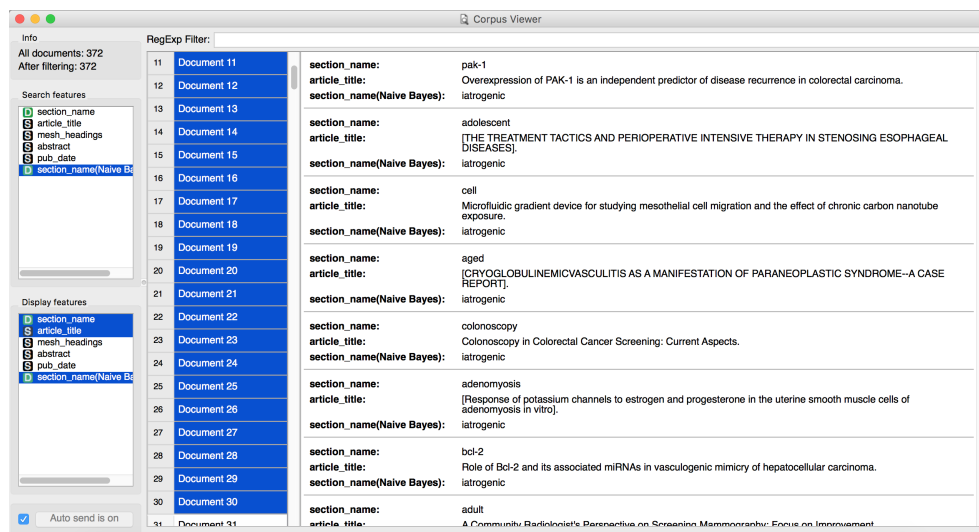 Corpus Viewer
Info
All documents: 372
After filtering: 372
Search features
D section_name
S article_title
S mesh_headings
S abstract
S pub_date
D section_name(Naive Ba
Display features
D section_name
S article_title
S mesh_headings
S abstract
S pub_date
D section_name(Naive Ba
Auto send is on
RegExp Filter:
11 Document 11
12 Document 12
13 Document 13
14 Document 14
15 Document 15
16 Document 16
17 Document 17
18 Document 18
19 Document 19
20 Document 20
21 Document 21
22 Document 22
23 Document 23
24 Document 24
25 Document 25
26 Document 26
27 Document 27
28 Document 28
29 Document 29
30 Document 30
31 Document 31
section_name: pak-1
article_title: Overexpression of PAK-1 is an independent predictor of disease recurrence in colorectal carcinoma.
section_name(Naive Bayes): iatrogenic
section_name: adolescent
article_title: [THE TREATMENT TACTICS AND PERIOPERATIVE INTENSIVE THERAPY IN STENOSING ESOPHAGEAL
DISEASES].
section_name(Naive Bayes): iatrogenic
section_name: cell
article_title: Microfluidic gradient device for studying mesothelial cell migration and the effect of chronic carbon nanotube
exposure.
section_name(Naive Bayes): iatrogenic
section_name: aged
article_title: [CRYOGLOBULINEMICVASCULITIS AS A MANIFESTATION OF PARANEOPLASTIC SYNDROME--A CASE
REPORT].
section_name(Naive Bayes): iatrogenic
section_name: colonoscopy
article_title: Colonoscopy in Colorectal Cancer Screening: Current Aspects.
section_name(Naive Bayes): iatrogenic
section_name: adenomyosis
article_title: [Response of potassium channels to estrogen and progesterone in the uterine smooth muscle cells of
adenomyosis in vitro].
section_name(Naive Bayes): iatrogenic
section_name: bcl-2
article_title: Role of Bcl-2 and its associated miRNAs in vasculogenic mimicry of hepatocellular carcinoma.
section_name(Naive Bayes): iatrogenic
section_name: adult
article_title: A Community Radiologist's Perspective on Screening Mammography: Focus on Improvement